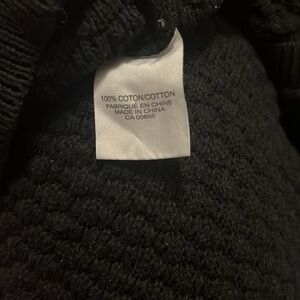 100% COTON/COTTON
FABRIQUÉ EN CHINE
MADE IN CHINA
CA 00655